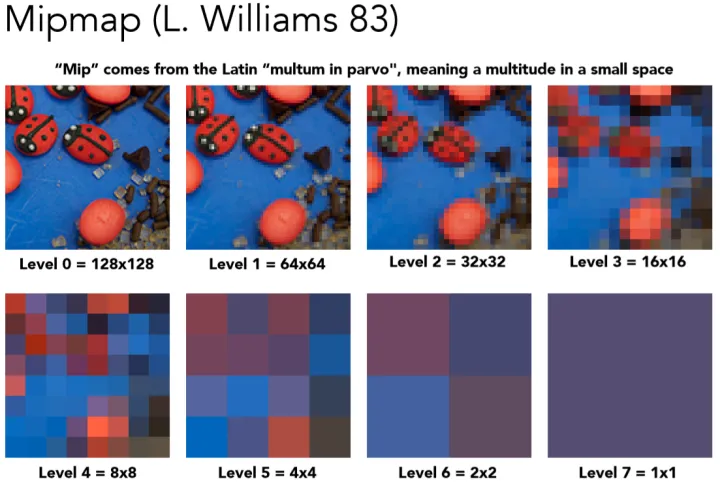 Mipmap (L. Williams 83)
“Mip” comes from the Latin “multum in parvo", meaning a multitude in a small space
Level 0 = 128x128
Level 1 = 64x64
Level 2 = 32x32
Level 3 = 16x16
Level 4 = 8x8
Level 5 = 4x4
Level 6 = 2x2
Level 7 = 1x1